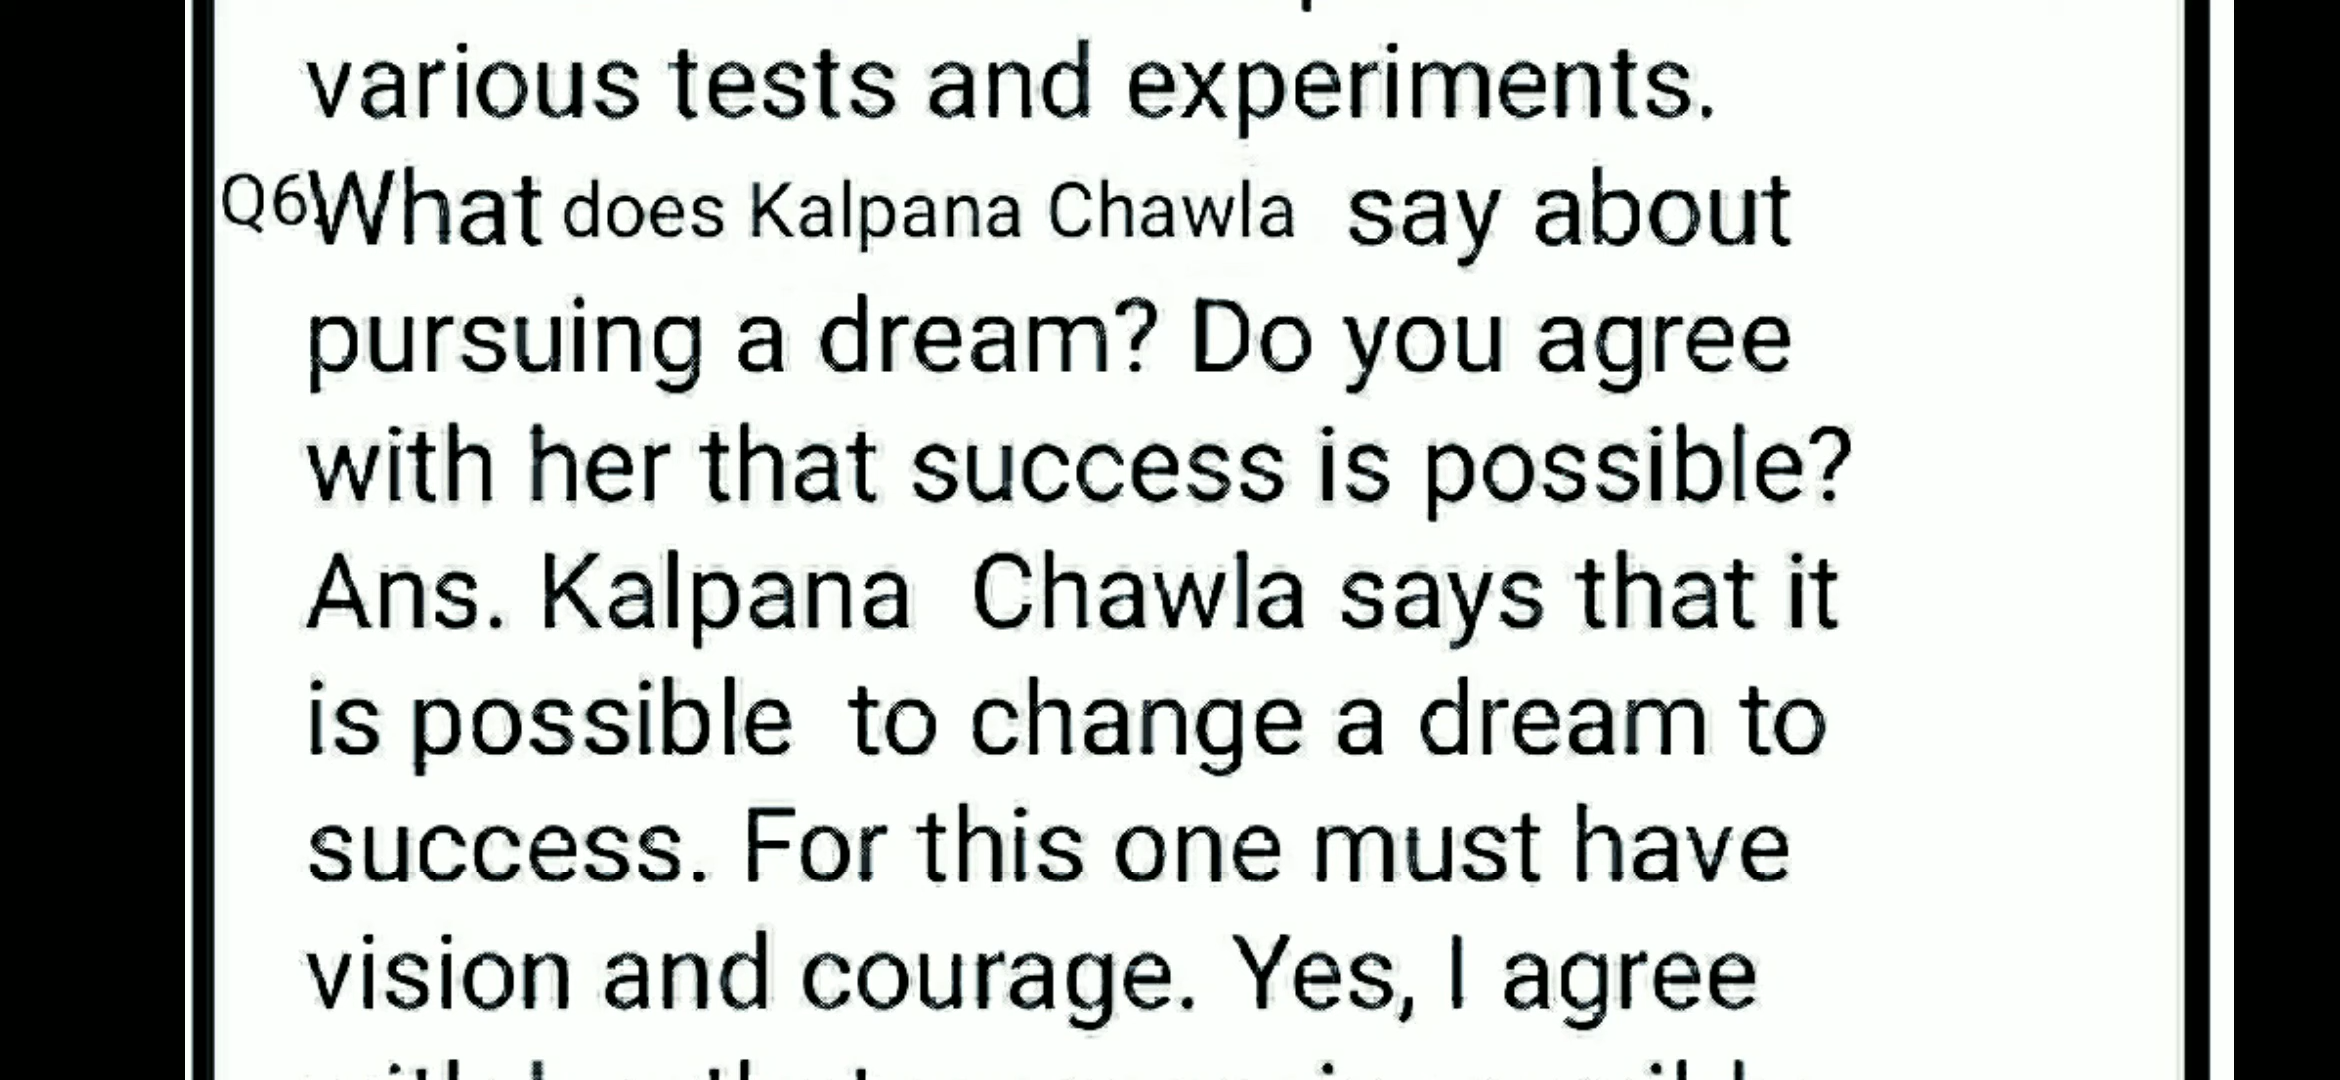 various tests and experiments.
Q6What does Kalpana Chawla say about
pursuing a dream? Do you agree
with her that success is possible?
Ans. Kalpana Chawla says that it
is possible to change a dream to
success. For this one must have
vision and courage. Yes, I agree